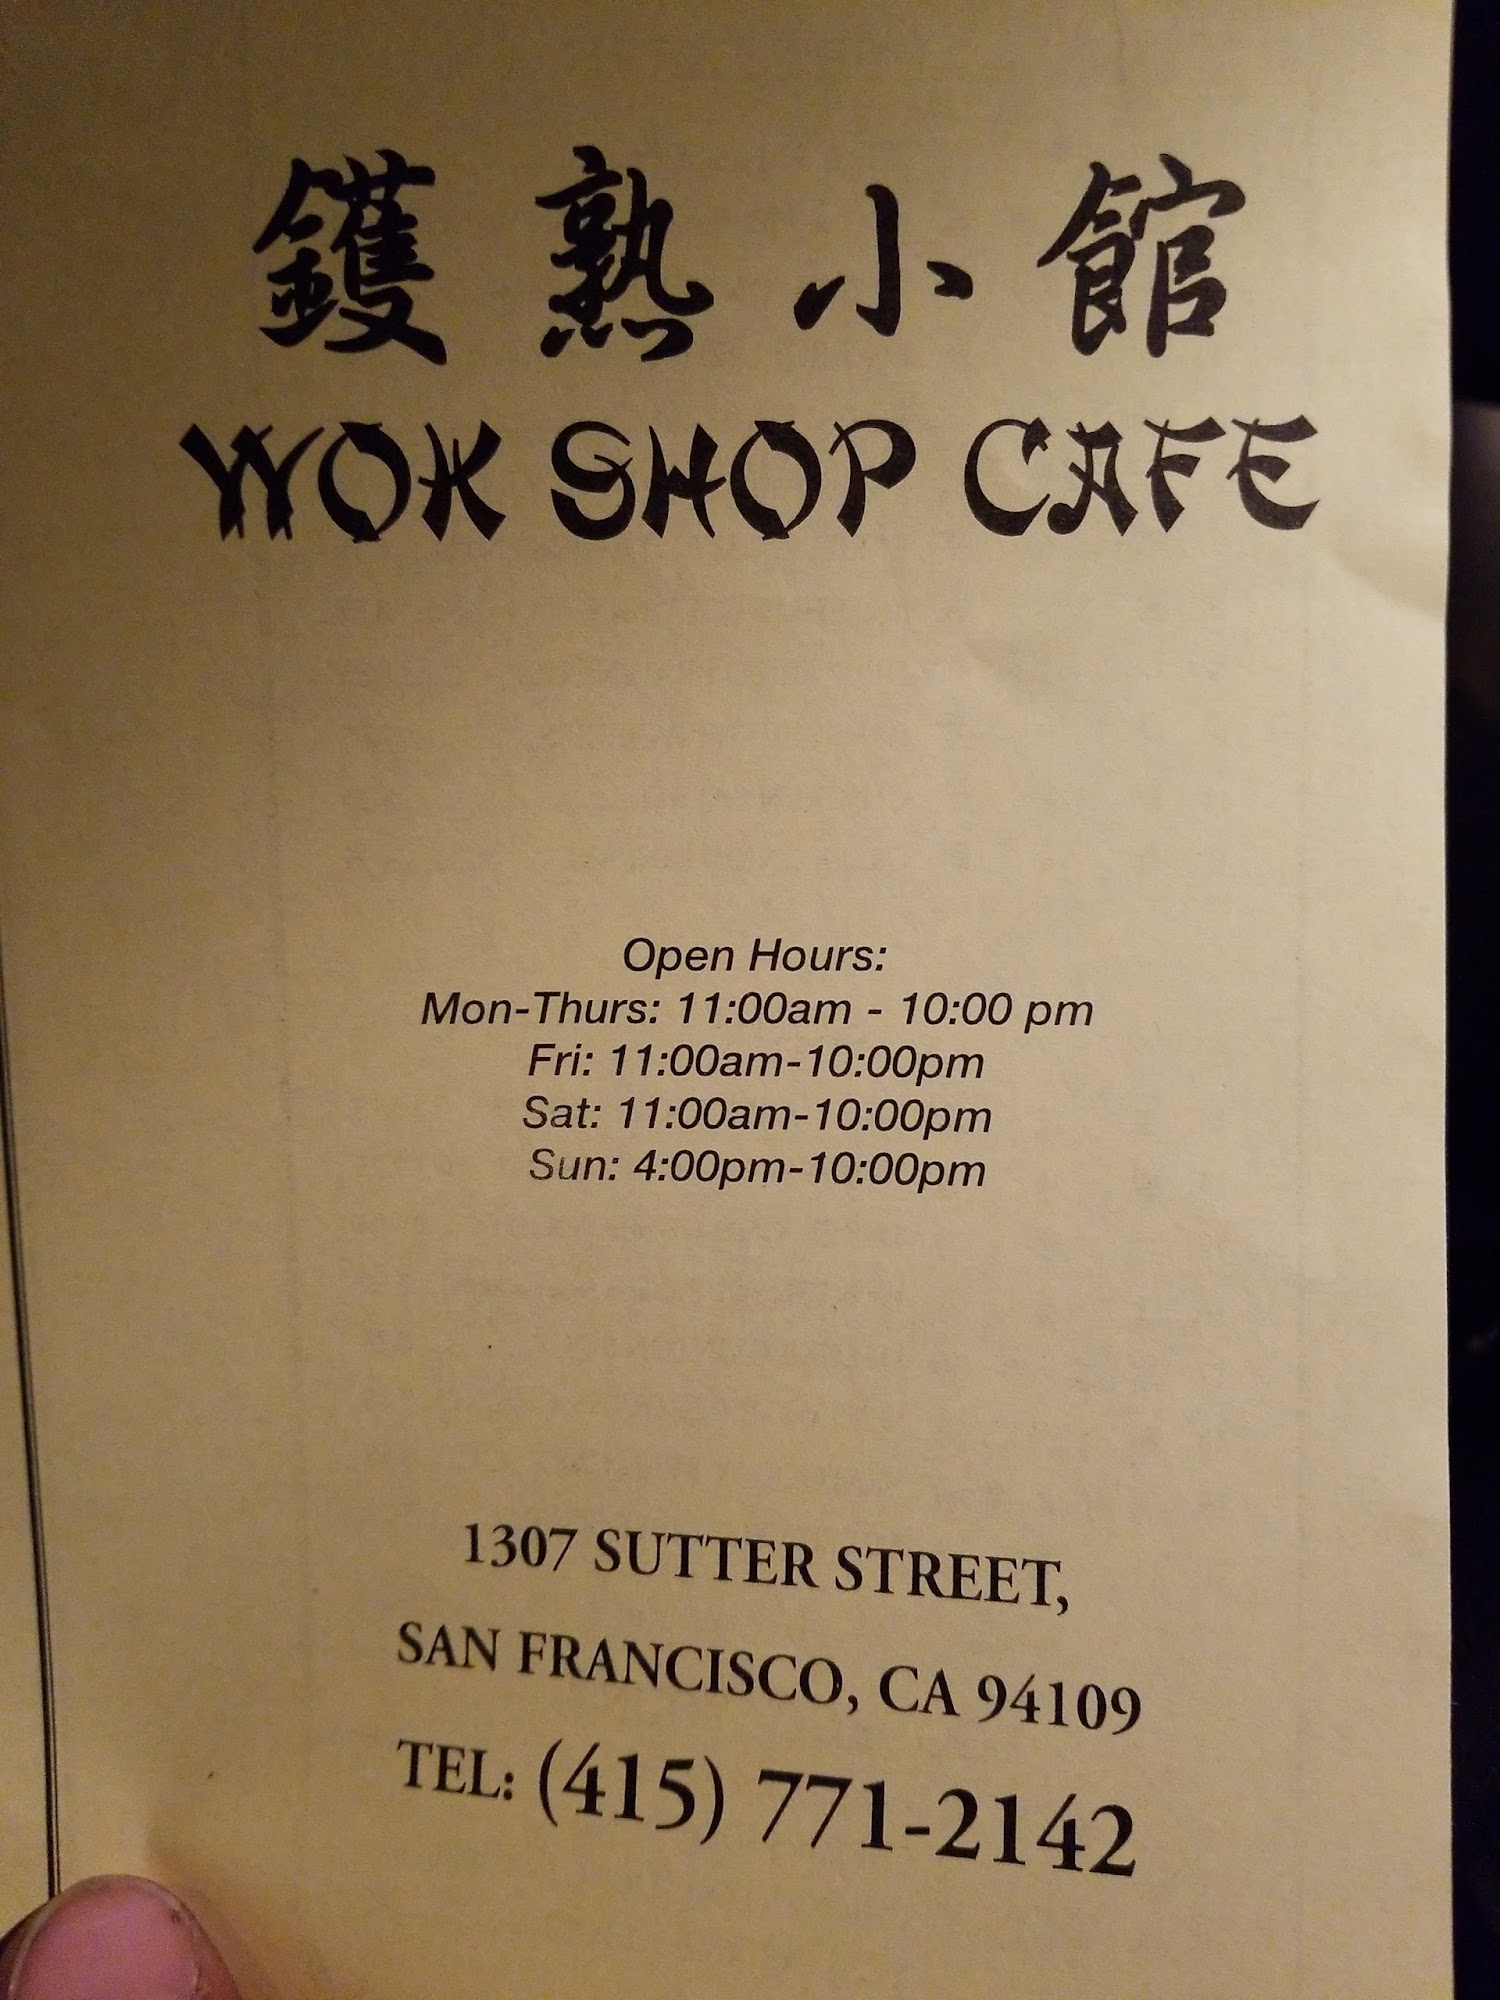 鑊熟小館
WOK SHOP CAFE
Open Hours:
Mon-Thurs: 11:00am - 10:00 pm
Fri: 11:00am-10:00pm
Sat: 11:00am-10:00pm
Sun: 4:00pm-10:00pm
1307 SUTTER STREET,
SAN FRANCISCO, CA 94109
TEL: (415) 771-2142